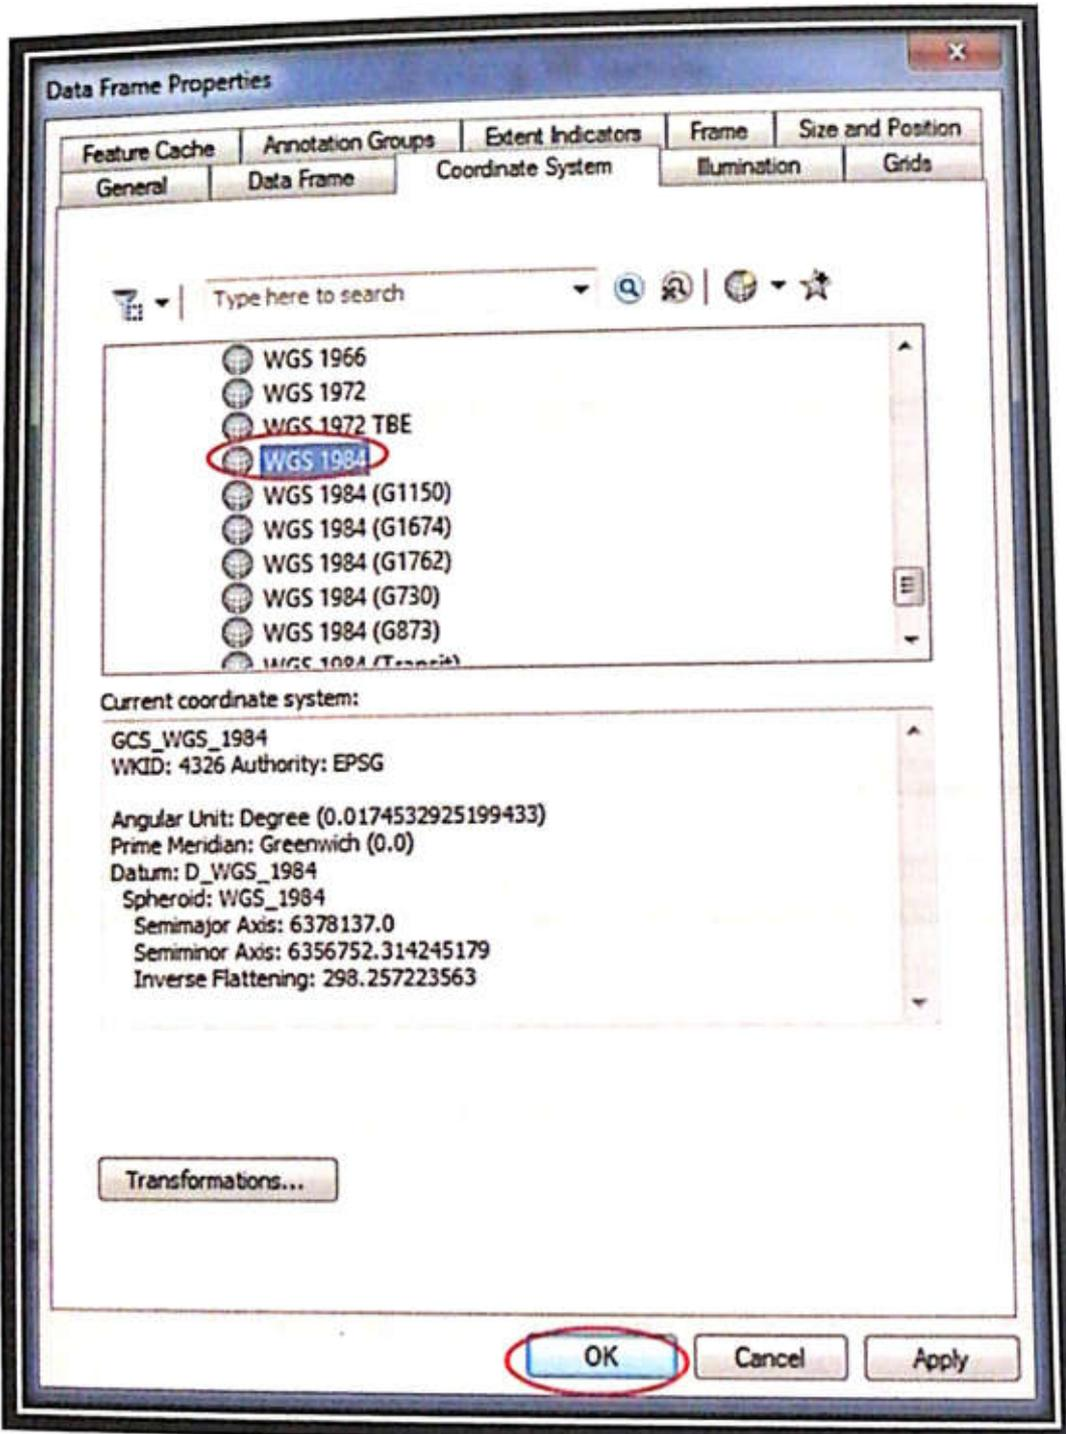 Data Frame Properties
Feature Cache Annotation Groups Extent Indicators Frame Size and Position
General Data Frame Coordinate System Illumination Grids
Type here to search
WGS 1966
WGS 1972
WGS 1972 TBE
WGS 1984
WGS 1984 (G1150)
WGS 1984 (G1674)
WGS 1984 (G1762)
WGS 1984 (G730)
WGS 1984 (G873)
WGS 1984 (Transit)
Current coordinate system:
GCS_WGS_1984
WKID: 4326 Authority: EPSG
Angular Unit: Degree (0.0174532925199433)
Prime Meridian: Greenwich (0.0)
Datum: D_WGS_1984
Spheroid: WGS_1984
Semimajor Axis: 6378137.0
Semiminor Axis: 6356752.314245179
Inverse Flattening: 298.257223563
Transformations...
OK Cancel Apply